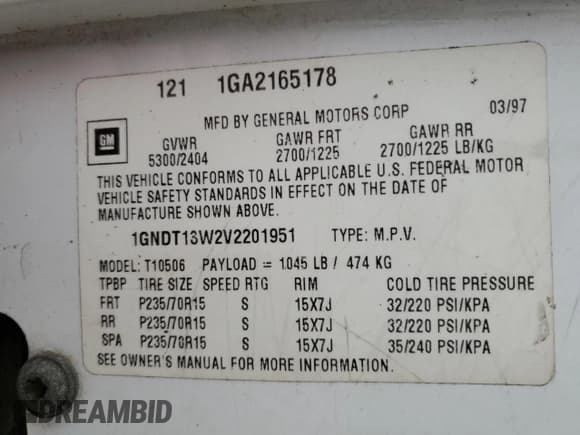 121 1GA2165178
MFD BY GENERAL MOTORS CORP 03/97
GM
GVWR GAWR FRT GAWR RR
5300/2404 2700/1225 2700/1225 LB/KG
THIS VEHICLE CONFORMS TO ALL APPLICABLE U.S. FEDERAL MOTOR
VEHICLE SAFETY STANDARDS IN EFFECT ON THE DATE OF
MANUFACTURE SHOWN ABOVE.
1GNDT13W2V2201951 TYPE: M.P.V.
MODEL: T10506 PAYLOAD = 1045 LB/ 474 KG
TPBP TIRE SIZE SPEED RTG RIM COLD TIRE PRESSURE
FRT P235/70R15 S 15X7J 32/220 PSI/KPA
RR P235/70R15 S 15X7J 32/220 PSI/KPA
SPA P235/70R15 S 15X7J 35/240 PSI/KPA
SEE OWNER'S MANUAL FOR MORE INFORMATION.
DREAMBID